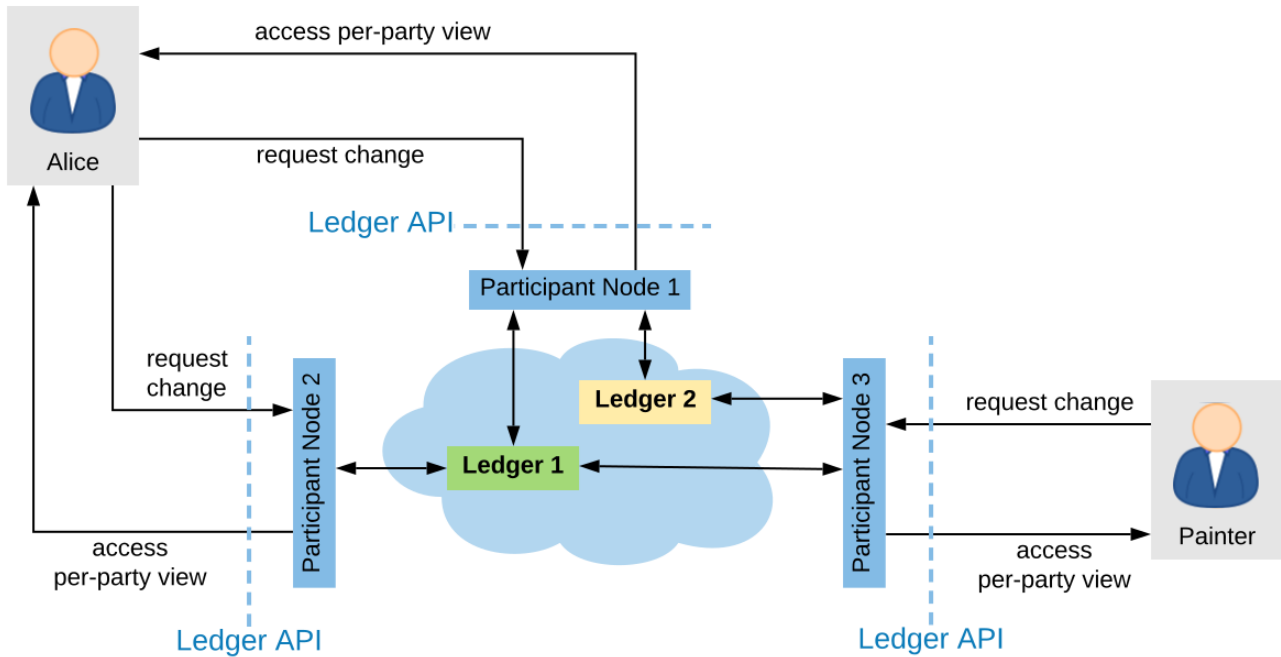 access per-party view
Alice
request change
Ledger API
Participant Node 1
request
change
Participant Node 2
Ledger 2
Ledger 1
Participant Node 3
request change
Painter
access
per-party view
access
per-party view
Ledger API
Ledger API